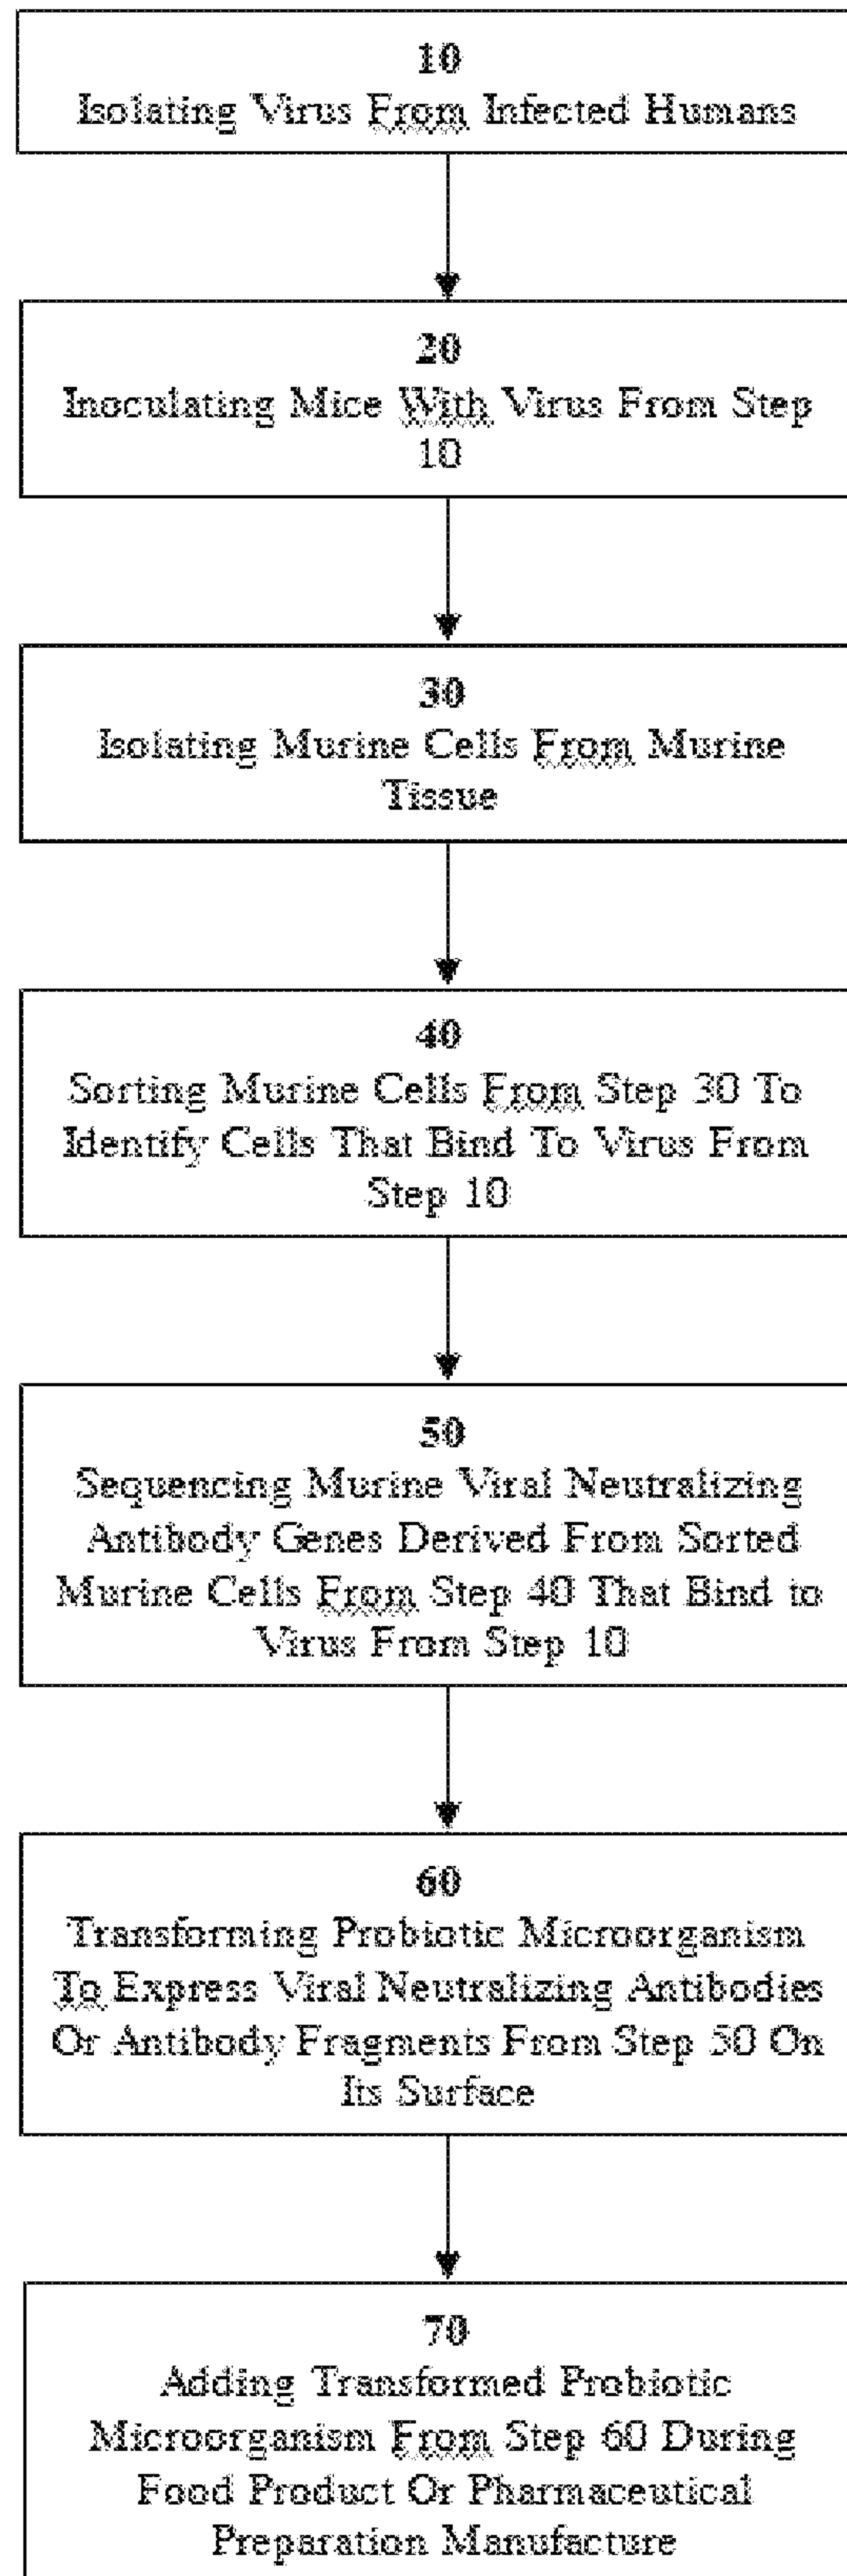 10
Isolating Virus From Infected Humans
20
Inoculating Mice With Virus From Step
10
30
Isolating Murine Cells From Murine
Tissue
40
Sorting Murine Cells From Step 30 To
Identify Cells That Bind To Virus From
Step 10
50
Sequencing Murine Viral Neutralizing
Antibody Genes Derived From Sorted
Murine Cells From Step 40 That Bind to
Virus From Step 10
60
Transforming Probiotic Microorganism
To Express Viral Neutralizing Antibodies
Or Antibody Fragments From Step 50 On
Its Surface
70
Adding Transformed Probiotic
Microorganism From Step 60 During
Food Product Or Pharmaceutical
Preparation Manufacture